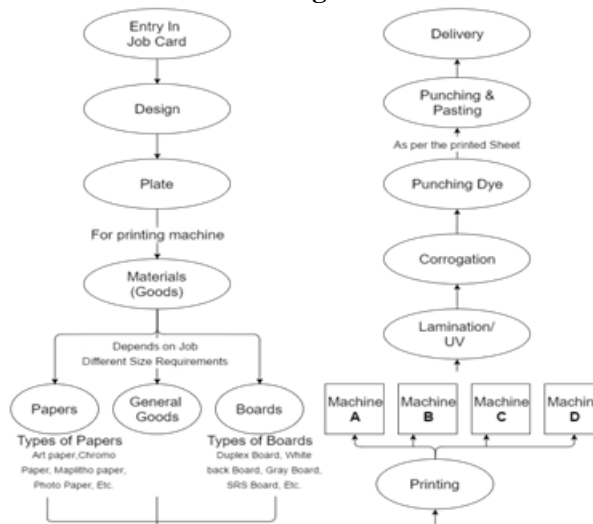 Entry In
Job Card
Design
Plate
For printing machine
Materials
(Goods)
Depends on Job
Different Size Requirements
Papers
General
Goods
Boards
Types of Papers
Art paper,Chromo
Paper, Maplitho paper,
Photo Paper, Etc.
Types of Boards
Duplex Board, White
back Board, Gray Board,
SRS Board, Etc.
Delivery
Punching &
Pasting
As per the printed Sheet
Punching Dye
Corrogation
Lamination/
UV
Machine
A
Machine
B
Machine
C
Machin
D
Printing